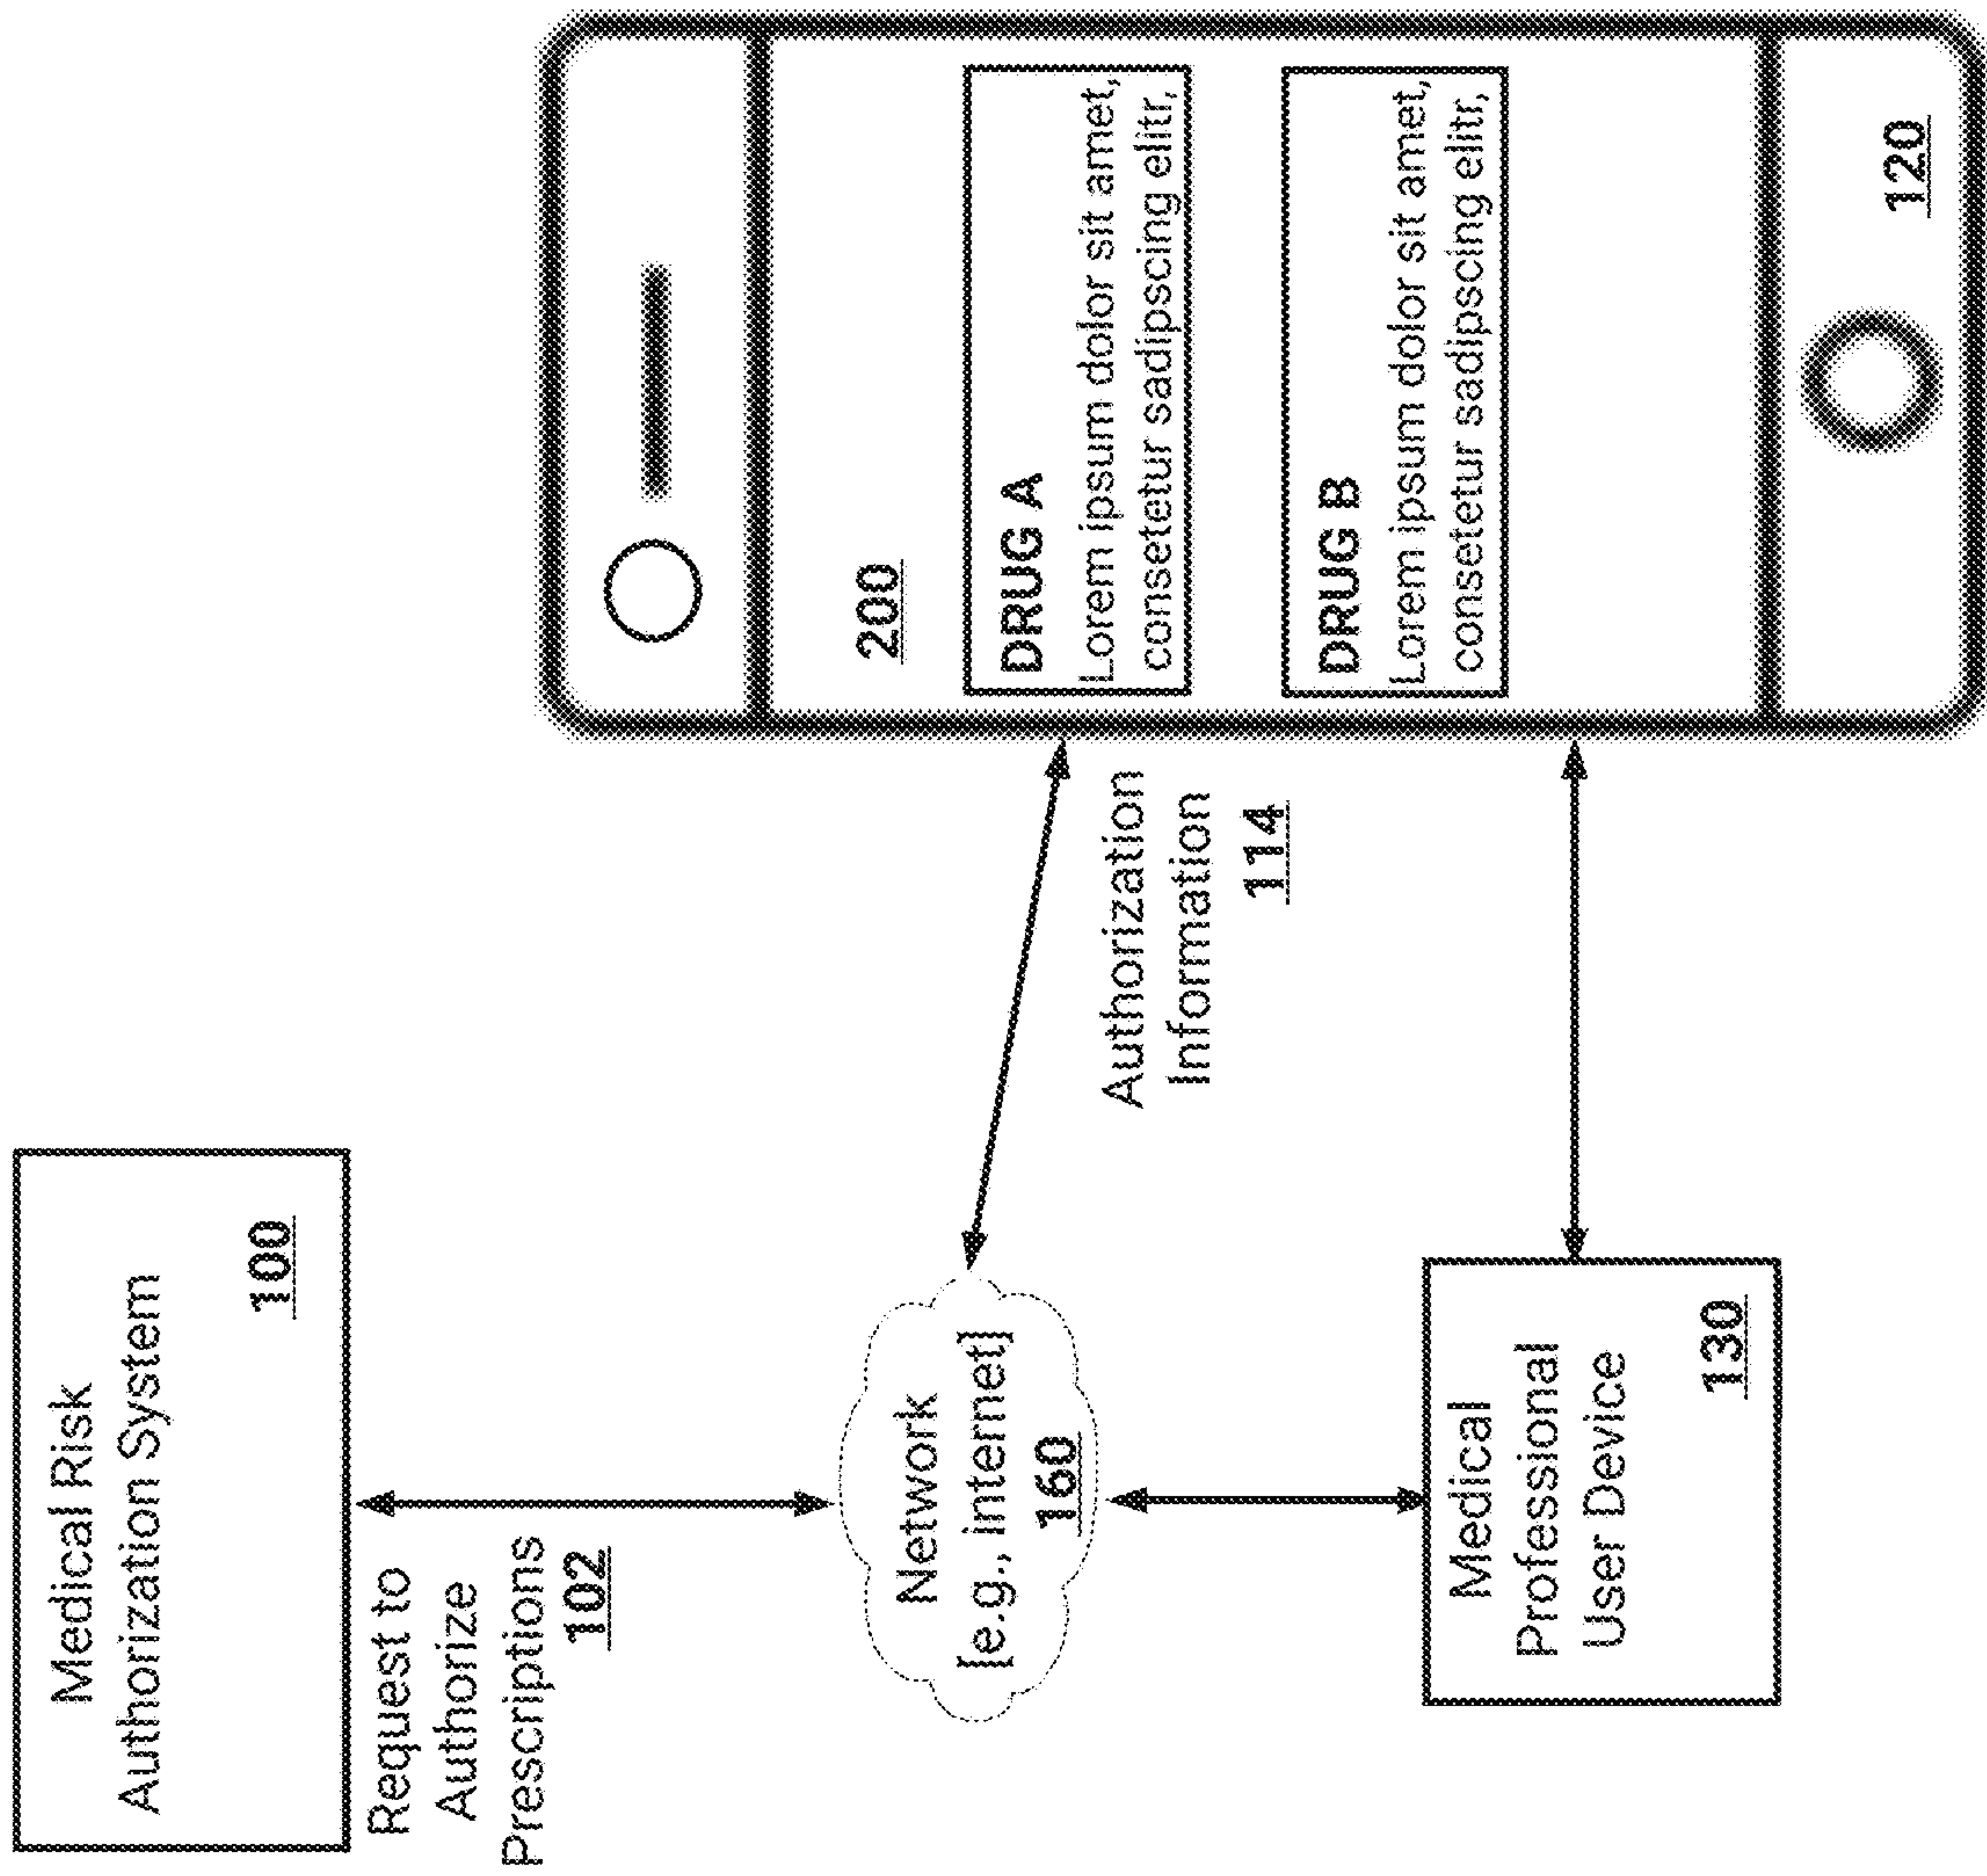 Medical Risk
Authorization System
100
Request to
Authorize
Prescriptions
102
Network
[e.g., internet]
160
Medical
Professional
User Device
130
Authorization
Information
114
200
DRUG A
Lorem ipsum dolor sit amet,
consetetur sadipscing elitr,
DRUG B
Lorem ipsum dolor sit amet,
consetetur sadipscing elitr,
120